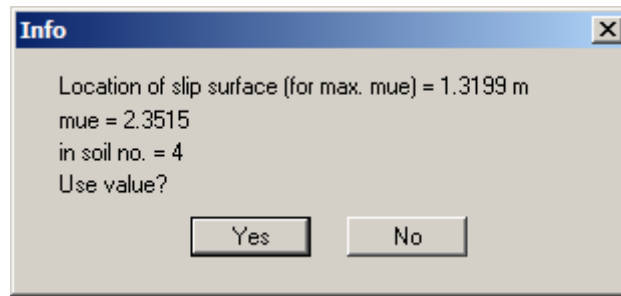 Info
Location of slip surface (for max. mue) = 1.3199 m
mue = 2.3515
in soil no. = 4
Use value?
Yes No